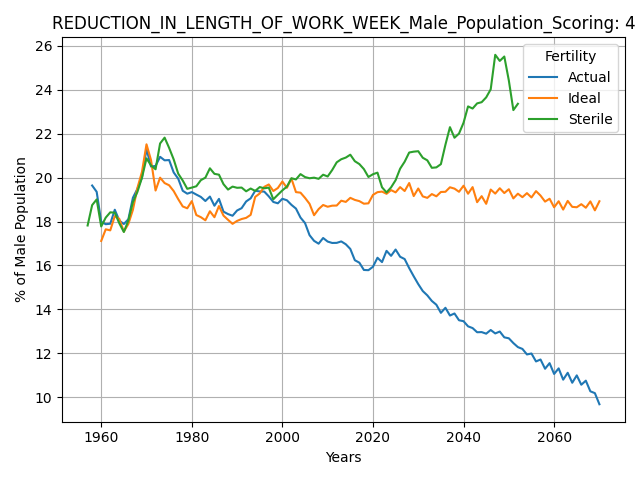 REDUCTION_IN_LENGTH_OF_WORK_WEEK_Male_Population_Scoring: 4
26
24
22
20
18
16
14
12
10
% of Male Population
Fertility
Actual
Ideal
Sterile
1960 1980 2000 2020 2040 2060
Years